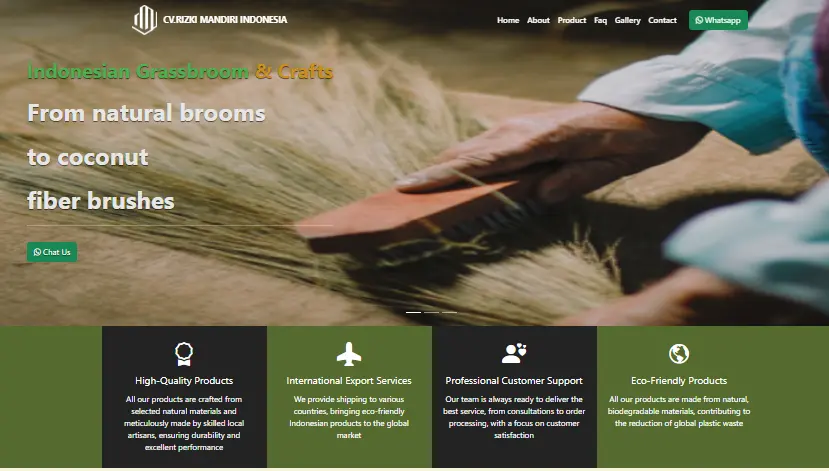 CV.RIZKI MANDIRI INDONESIA
Home About Product Faq Gallery Contact Whatsapp
Indonesian Grassbroom & Crafts
From natural brooms
to coconut
fiber brushes
Chat Us
High-Quality Products
All our products are crafted from
selected natural materials and
meticulously made by skilled local
artisans, ensuring durability and
excellent performance
International Export Services
We provide shipping to various
countries, bringing eco-friendly
Indonesian products to the global
market
Professional Customer Support
Our team is always ready to deliver the
best service, from consultations to order
processing, with a focus on customer
satisfaction
Eco-Friendly Products
All our products are made from natural,
biodegradable materials, contributing to
the reduction of global plastic waste